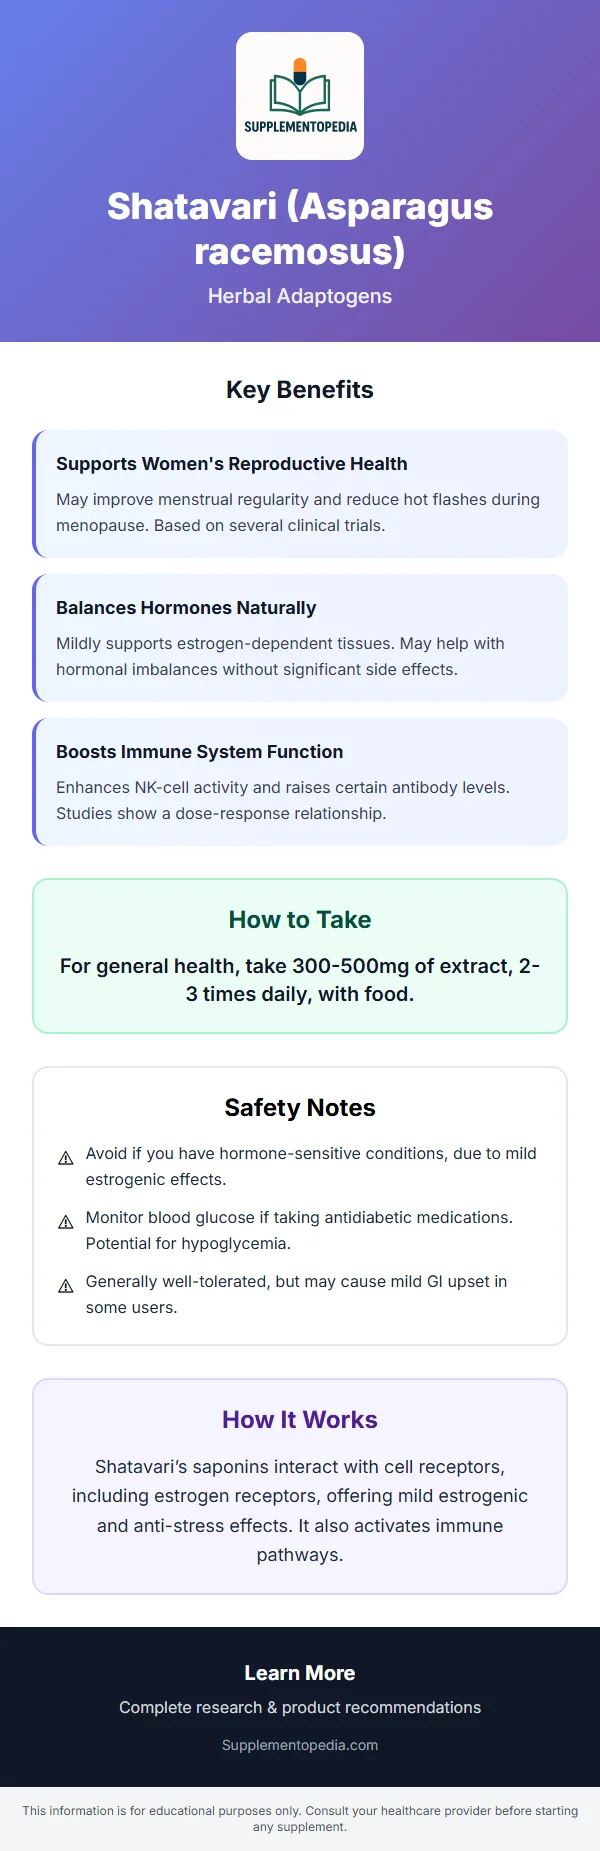 SUPPLEMENTOPEDIA
Shatavari (Asparagus
racemosus)
Herbal Adaptogens
Key Benefits
Supports Women's Reproductive Health
May improve menstrual regularity and reduce hot flashes during
menopause. Based on several clinical trials.
Balances Hormones Naturally
Mildly supports estrogen-dependent tissues. May help with
hormonal imbalances without significant side effects.
Boosts Immune System Function
Enhances NK-cell activity and raises certain antibody levels.
Studies show a dose-response relationship.
How to Take
For general health, take 300-500mg of extract, 2-
3 times daily, with food.
Safety Notes
Avoid if you have hormone-sensitive conditions, due to mild
estrogenic effects.
Monitor blood glucose if taking antidiabetic medications.
Potential for hypoglycemia.
Generally well-tolerated, but may cause mild GI upset in
some users.
How It Works
Shatavari’s saponins interact with cell receptors,
including estrogen receptors, offering mild estrogenic
and anti-stress effects. It also activates immune
pathways.
Learn More
Complete research & product recommendations
Supplementopedia.com
This information is for educational purposes only. Consult your healthcare provider before starting
any supplement.